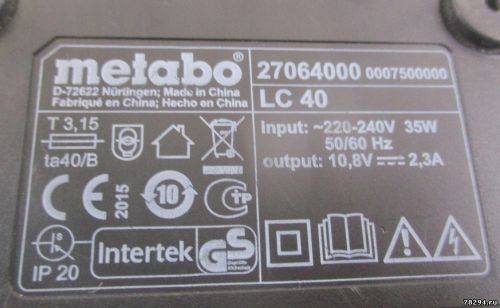 metabo®
D-72622 Nürtingen; Made in China
Fabriqué en China; Hecho en China
27064000 0007500000
LC 40
T 3,15
ta40/B
input: ~220-240V 35W
50/60 Hz
output: 10,8V 2,3A
CE 2015 10
IP 20
Intertek GS
78294.ru